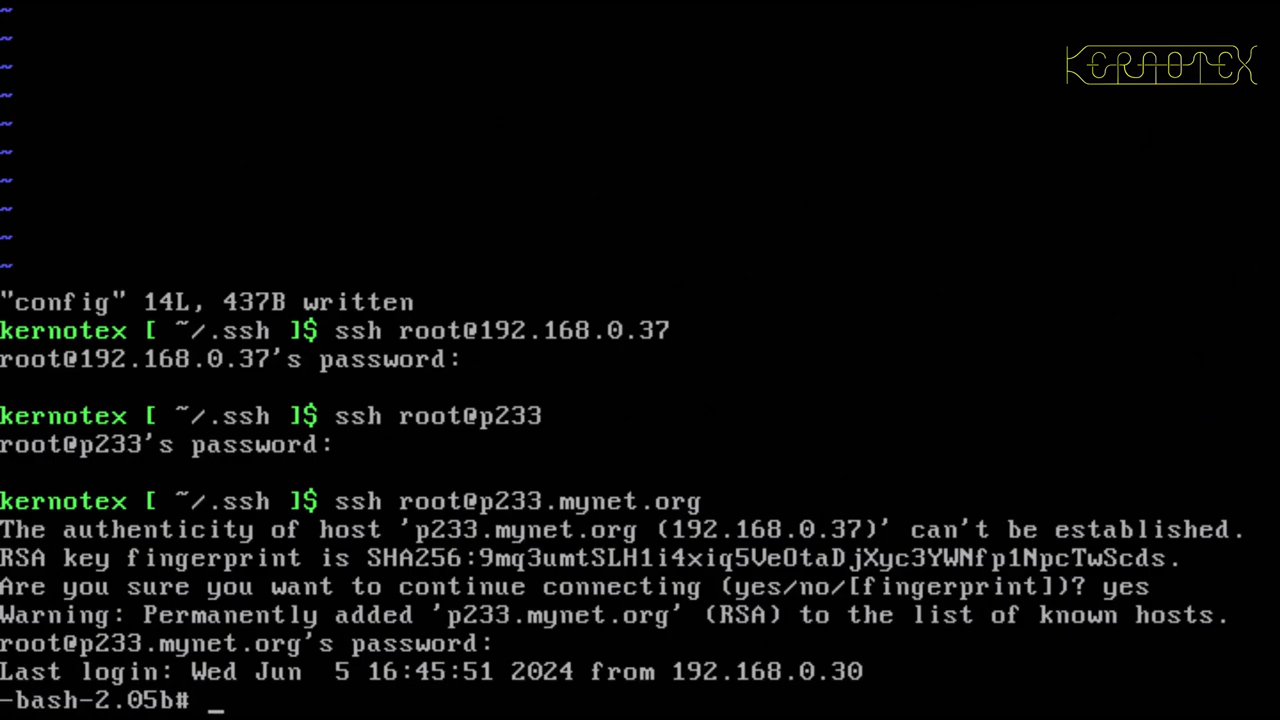 ~
~
~
~
~
~
~
~
~
~
KERNOTEX
"config" 14L, 437B written
kernotex [ ~/.ssh ]$ ssh root@192.168.0.37
root@192.168.0.37's password:
kernotex [ ~/.ssh ]$ ssh root@p233
root@p233's password:
kernotex [ ~/.ssh ]$ ssh root@p233.mynet.org
The authenticity of host 'p233.mynet.org (192.168.0.37)' can't be established.
RSA key fingerprint is SHA256:9mq3umtSLH1i4xiq5VeOtaDjXyc3YWNfp1NpcTwScds.
Are you sure you want to continue connecting (yes/no/[fingerprint])? yes
Warning: Permanently added 'p233.mynet.org' (RSA) to the list of known hosts.
root@p233.mynet.org's password:
Last login: Wed Jun  5 16:45:51 2024 from 192.168.0.30
-bash-2.05b# _